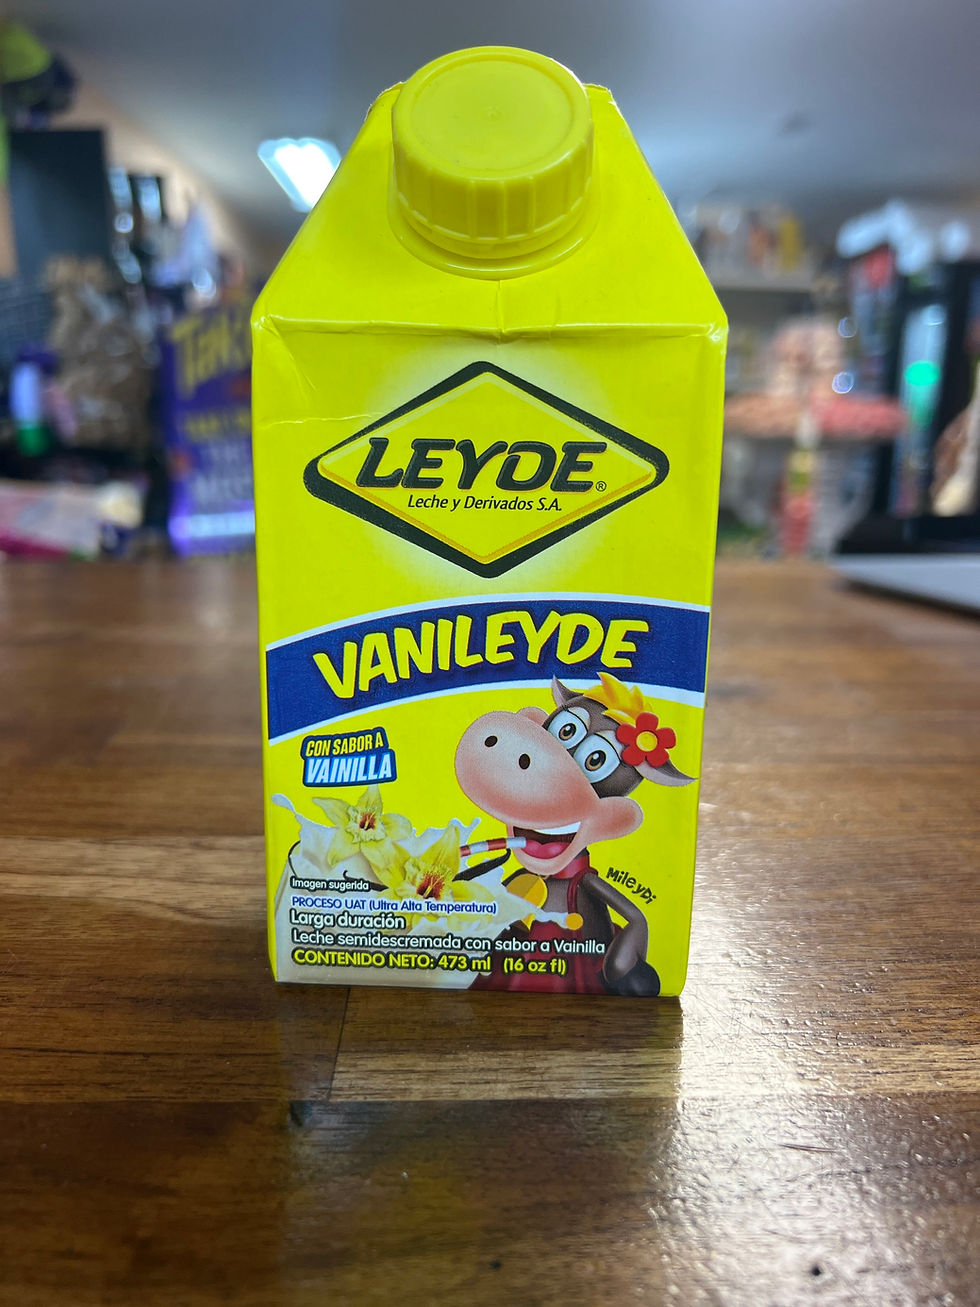 LEYDE®
Leche y Derivados S.A.
VANILEYDE
CON SABOR A
VAINILLA
MileyDi
Imagen sugerida
PROCESO UAT (Ultra Alta Temperatura)
Larga duración
Leche semidescremada con sabor a Vainilla
CONTENIDO NETO: 473 ml (16 oz fl)